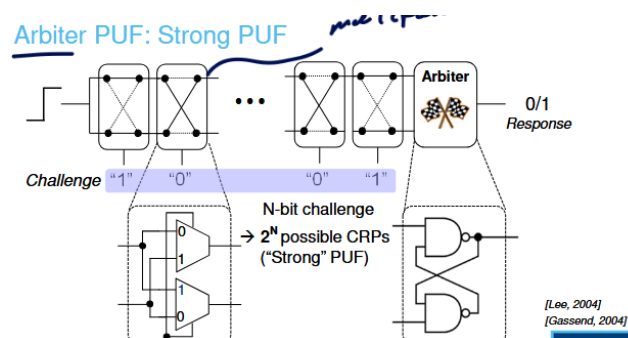 Arbiter PUF: Strong PUF
Arbiter
0/1
Response
Challenge "1" "0" "0" "1"
N-bit challenge
→ 2^N possible CRPs
("Strong" PUF)
0
1
1
0
[Lee, 2004]
[Gassend, 2004]